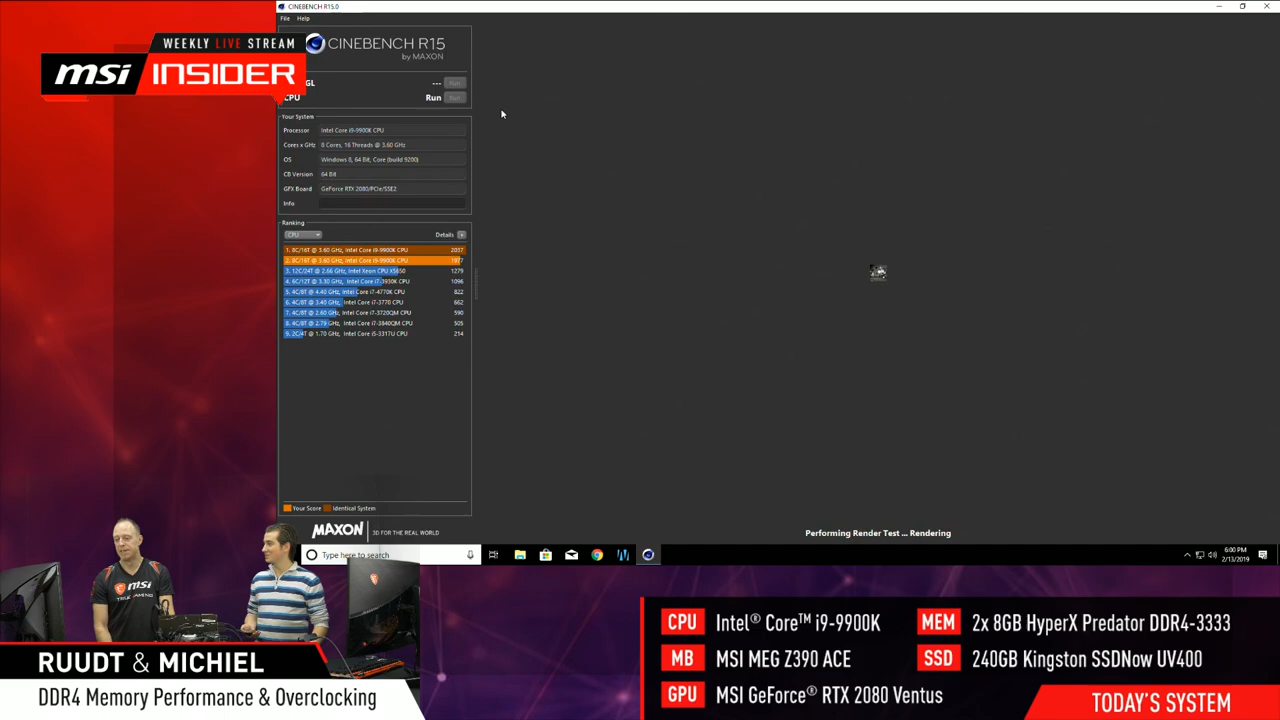 CINEBENCH R15.0
File Help
WEEKLY LIVE STREAM
msi INSIDER
CINEBENCH R15
by MAXON
GL --- Run
CPU Run Run
Your System
Processor Intel Core i9-9900K CPU
Cores x GHz 8 Cores, 16 Threads @ 3.60 GHz
OS Windows 8, 64 Bit, Core (build 9200)
CB Version 64 Bit
GFX Board GeForce RTX 2080/PCIe/SSE2
Info
Ranking
CPU Details
1. 8C/16T @ 3.60 GHz, Intel Core i9-9900K CPU 2037
2. 8C/16T @ 3.60 GHz, Intel Core i9-9900K CPU 1977
3. 12C/24T @ 2.66 GHz, Intel Xeon CPU X5650 1279
4. 6C/12T @ 3.30 GHz, Intel Core i7-3930K CPU 1096
5. 4C/8T @ 4.40 GHz, Intel Core i7-4770K CPU 822
6. 4C/8T @ 3.40 GHz, Intel Core i7-3770 CPU 662
7. 4C/8T @ 2.60 GHz, Intel Core i7-3720QM CPU 590
8. 4C/8T @ 2.79 GHz, Intel Core i7-3840QM CPU 505
9. 2C/4T @ 1.70 GHz, Intel Core i5-3317U CPU 214
Your Score Identical System
MAXON 3D FOR THE REAL WORLD
Performing Render Test ... Rendering
Type here to search
6:00 PM
2/13/2019
msi
RUUDT & MICHIEL
DDR4 Memory Performance & Overclocking
CPU Intel® Core™ i9-9900K
MB MSI MEG Z390 ACE
GPU MSI GeForce® RTX 2080 Ventus
MEM 2x 8GB HyperX Predator DDR4-3333
SSD 240GB Kingston SSDNow UV400
TODAY'S SYSTEM